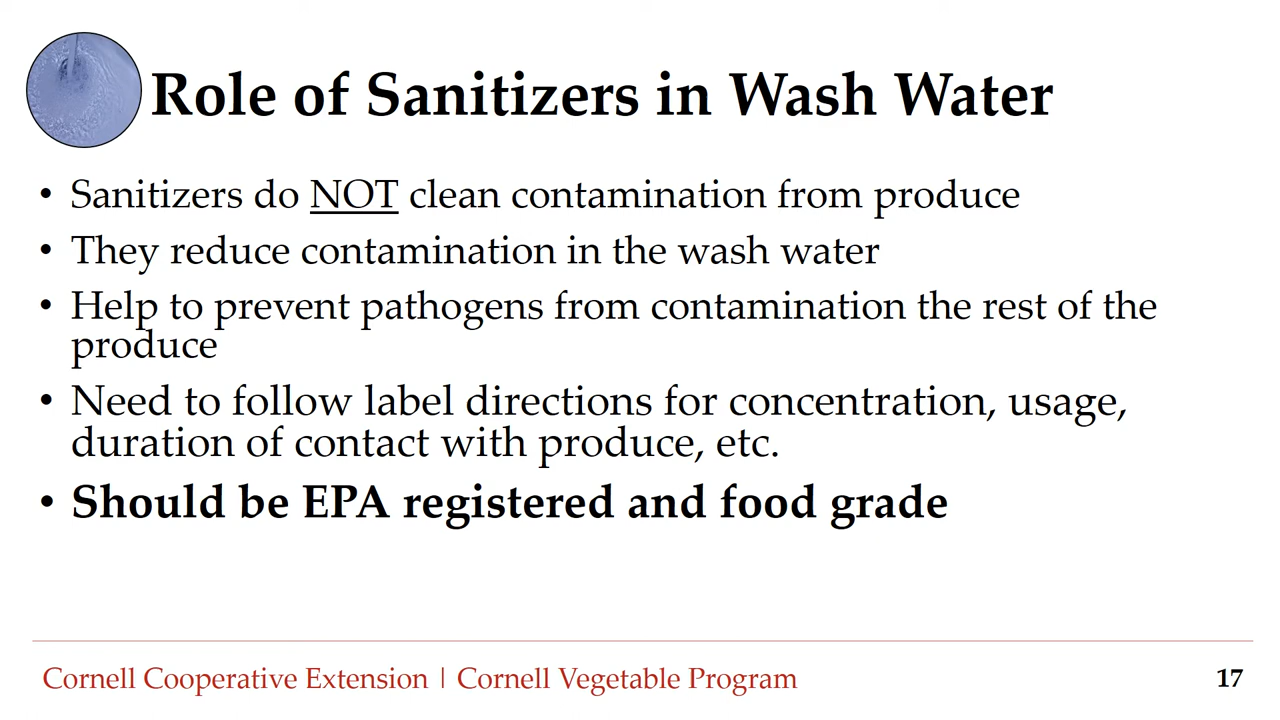 Role of Sanitizers in Wash Water
• Sanitizers do NOT clean contamination from produce
• They reduce contamination in the wash water
• Help to prevent pathogens from contamination the rest of the
produce
• Need to follow label directions for concentration, usage,
duration of contact with produce, etc.
• Should be EPA registered and food grade
Cornell Cooperative Extension | Cornell Vegetable Program
17